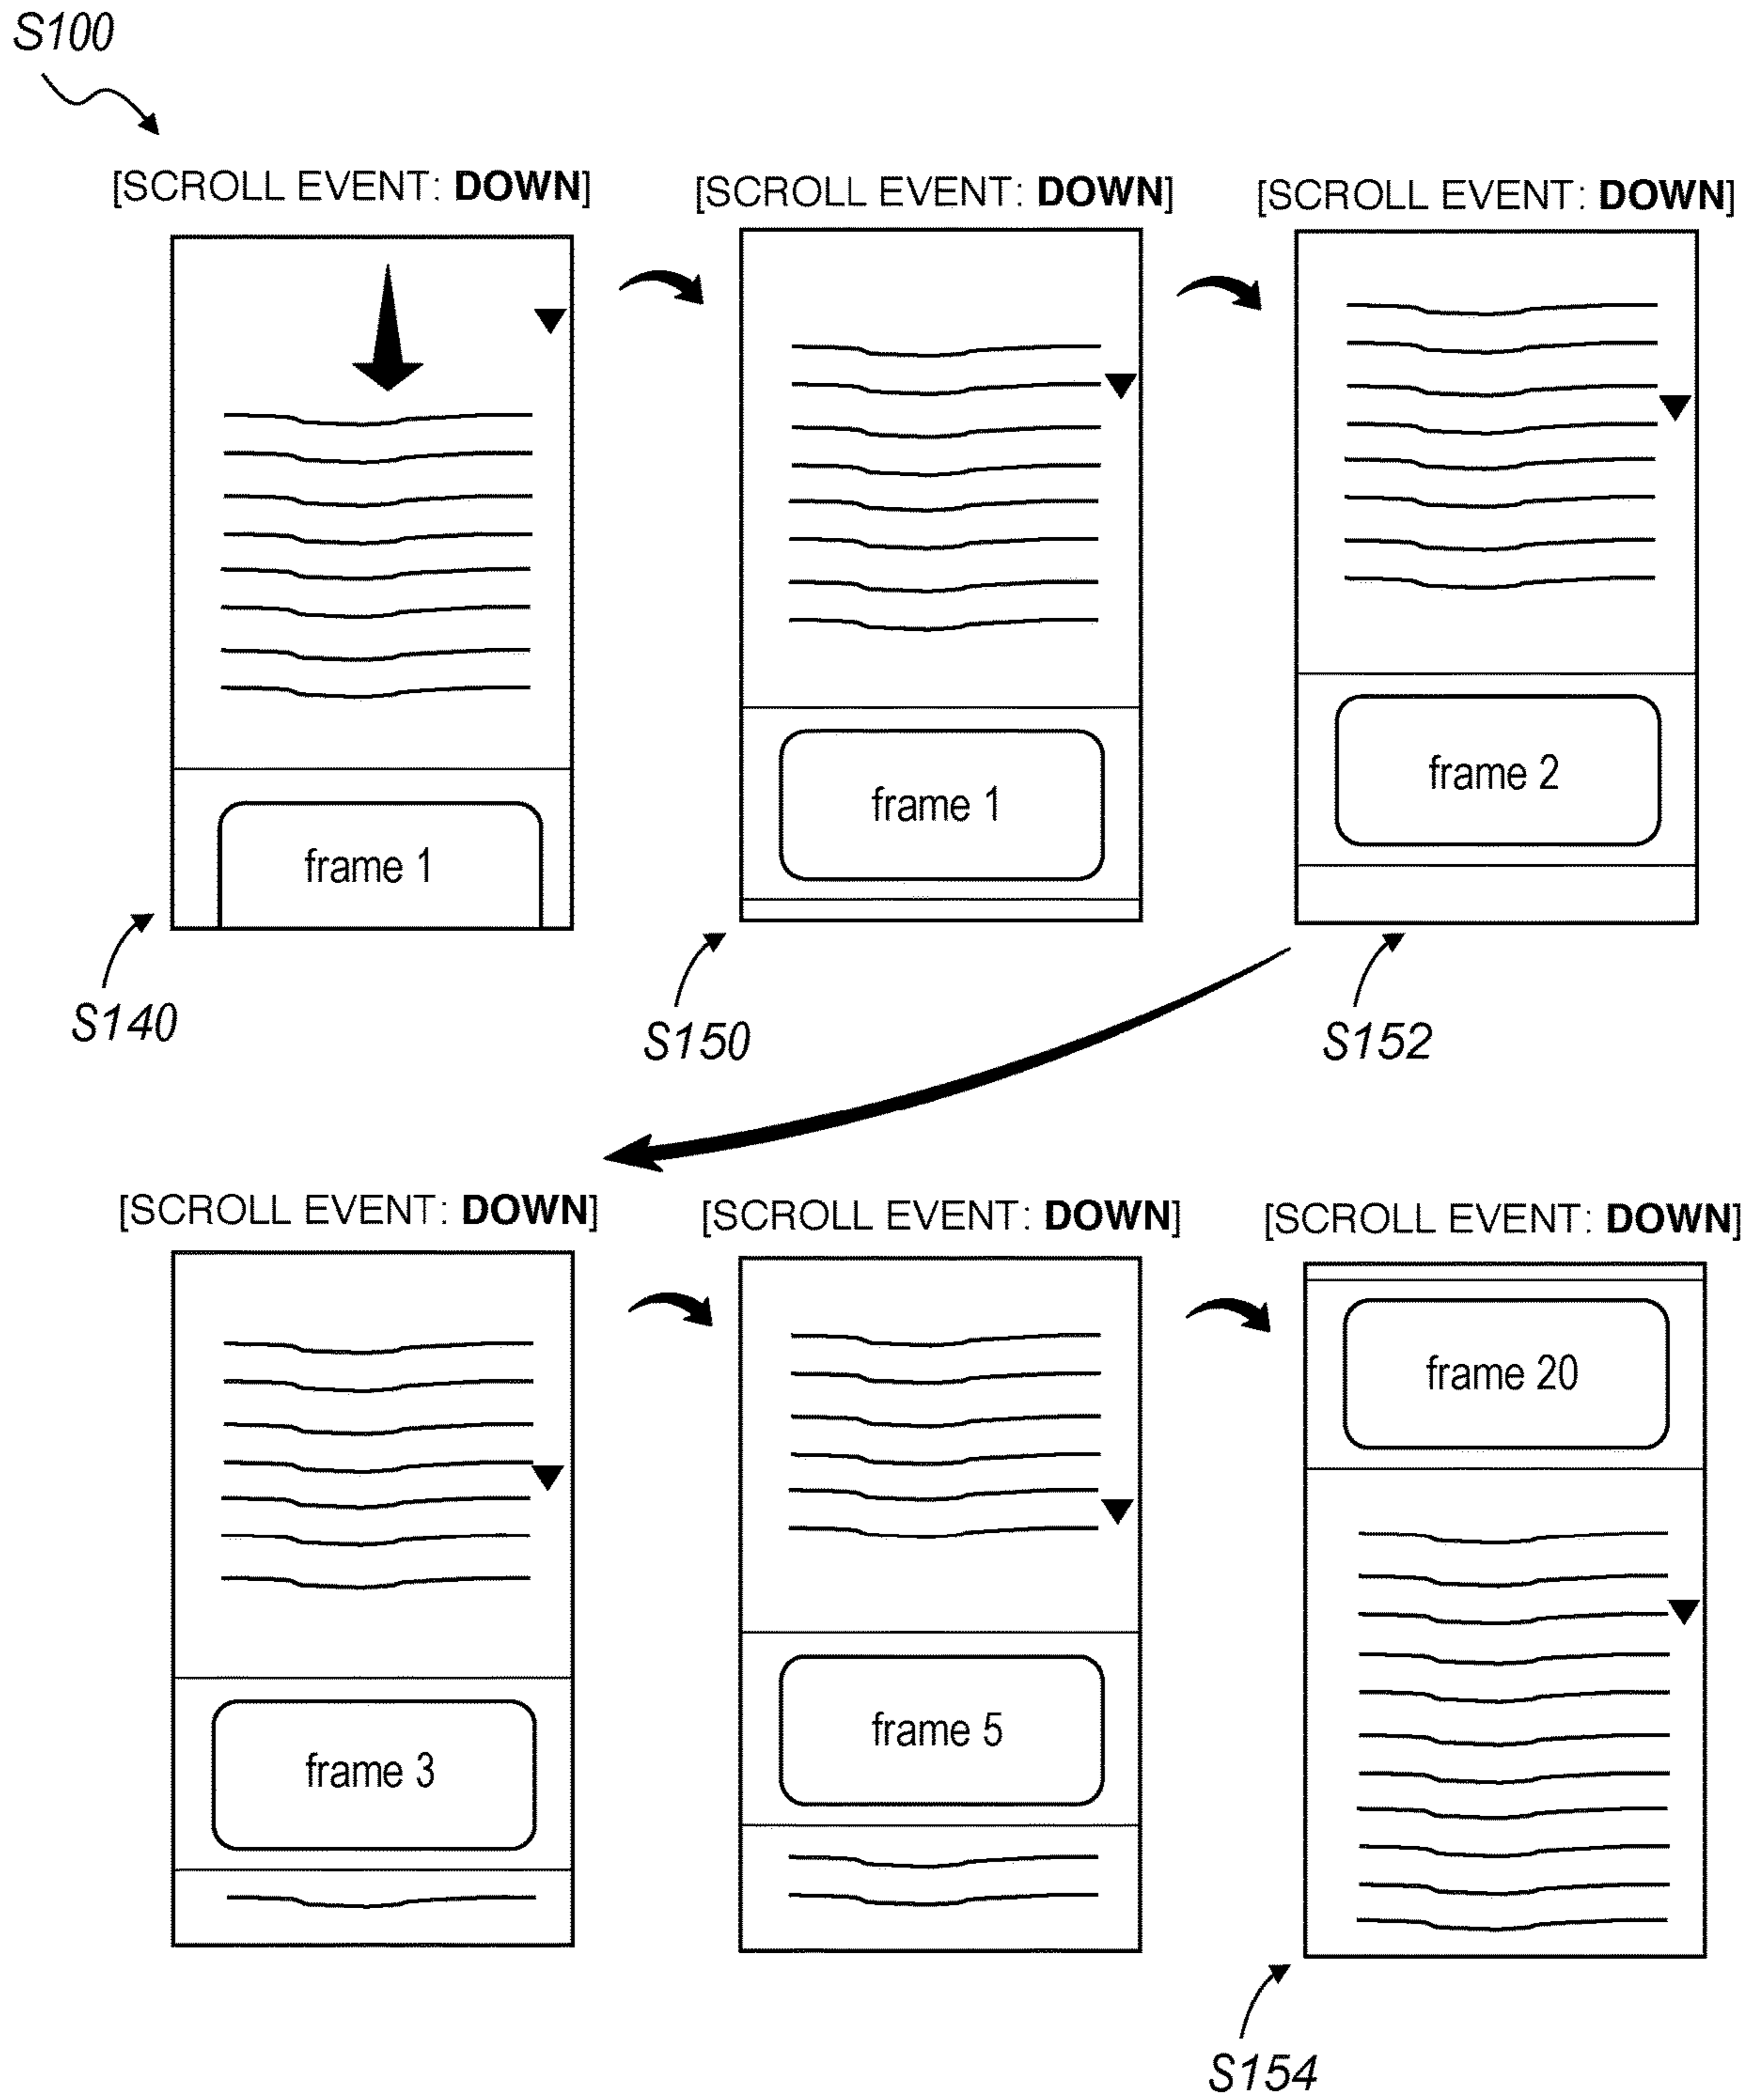 S100
[SCROLL EVENT: DOWN]
[SCROLL EVENT: DOWN]
[SCROLL EVENT: DOWN]
frame 1
frame 1
frame 2
S140
S150
S152
[SCROLL EVENT: DOWN]
[SCROLL EVENT: DOWN]
[SCROLL EVENT: DOWN]
frame 3
frame 5
frame 20
S154